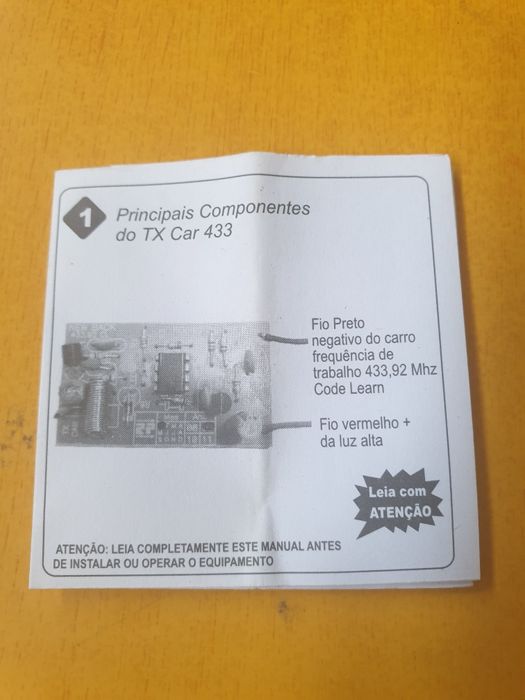 1
Principais Componentes
do TX Car 433
Fio Preto
negativo do carro
frequência de
trabalho 433,92 Mhz
Code Learn
Fio vermelho +
da luz alta
Leia com
ATENÇÃO
ATENÇÃO: LEIA COMPLETAMENTE ESTE MANUAL ANTES
DE INSTALAR OU OPERAR O EQUIPAMENTO